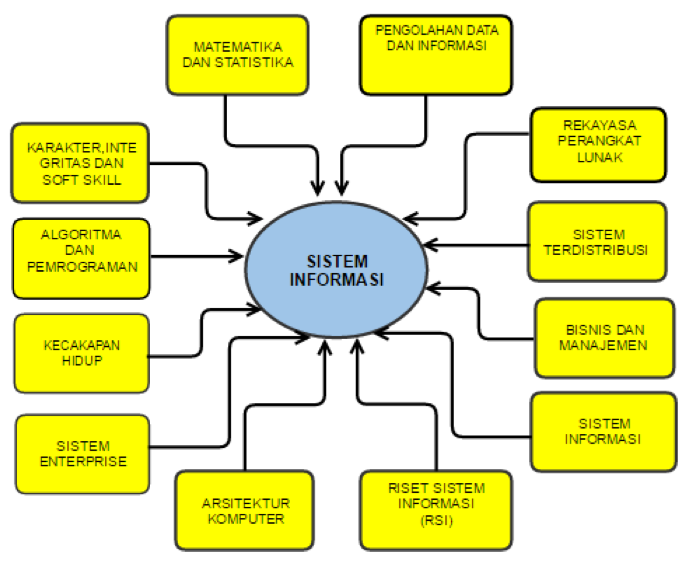 MATEMATIKA
DAN STATISTIKA
PENGOLAHAN DATA
DAN INFORMASI
KARAKTER,INTE
GRITAS DAN
SOFT SKILL
REKAYASA
PERANGKAT
LUNAK
ALGORITMA
DAN
PEMROGRAMAN
SISTEM
TERDISTRIBUSI
SISTEM
INFORMASI
KECAKAPAN
HIDUP
BISNIS DAN
MANAJEMEN
SISTEM
ENTERPRISE
SISTEM
INFORMASI
ARSITEKTUR
KOMPUTER
RISET SISTEM
INFORMASI
(RSI)